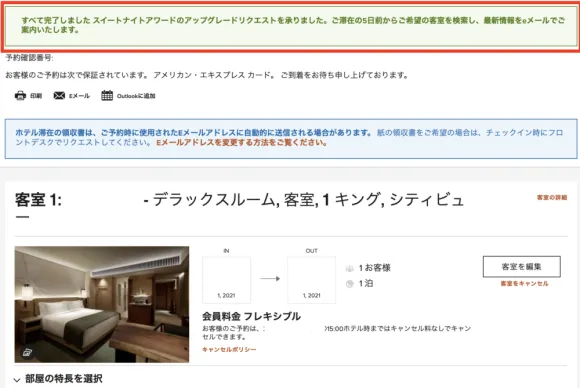 すべて完了しました スイートナイトアワードのアップグレードリクエストを承りました。ご滞在の5日前からご希望の客室を検索し、最新情報をeメールでご
案内いたします。
予約確認番号:
お客様のご予約は次で保証されています。 アメリカン・エキスプレス カード。 ご到着をお待ち申し上げております。
印刷 Eメール Outlookに追加
ホテル滞在の領収書は、ご予約時に使用されたEメールアドレスに自動的に送信される場合があります。 紙の領収書をご希望の場合は、チェックイン時にフロ
ントデスクでリクエストしてください。 Eメールアドレスを変更する方法をご覧ください。
客室 1: - デラックスルーム, 客室, 1 キング, シティビュ
ー
客室の詳細
IN OUT
1, 2021 1, 2021
1 お客様
1 泊
客室を編集
客室をキャンセル
会員料金 フレキシブル
お客様のご予約は、 15:00ホテル時まではキャンセル料なしでキャン
セルできます。
キャンセルポリシー
部屋の特長を選択